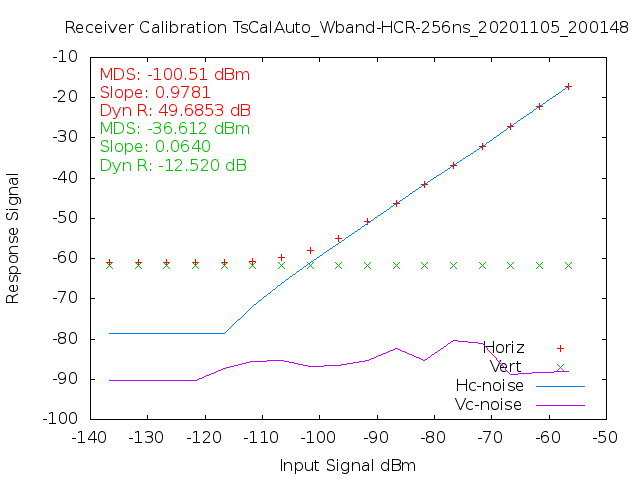 Receiver Calibration TsCalAuto_Wband-HCR-256ns_20201105_200148
-10
-20
-30
-40
-50
-60
-70
-80
-90
-100
Response Signal
MDS: -100.51 dBm
Slope: 0.9781
Dyn R: 49.6853 dB
MDS: -36.612 dBm
Slope: 0.0640
Dyn R: -12.520 dB
Horiz
Vert
Hc-noise
Vc-noise
-140 -130 -120 -110 -100 -90 -80 -70 -60 -50
Input Signal dBm